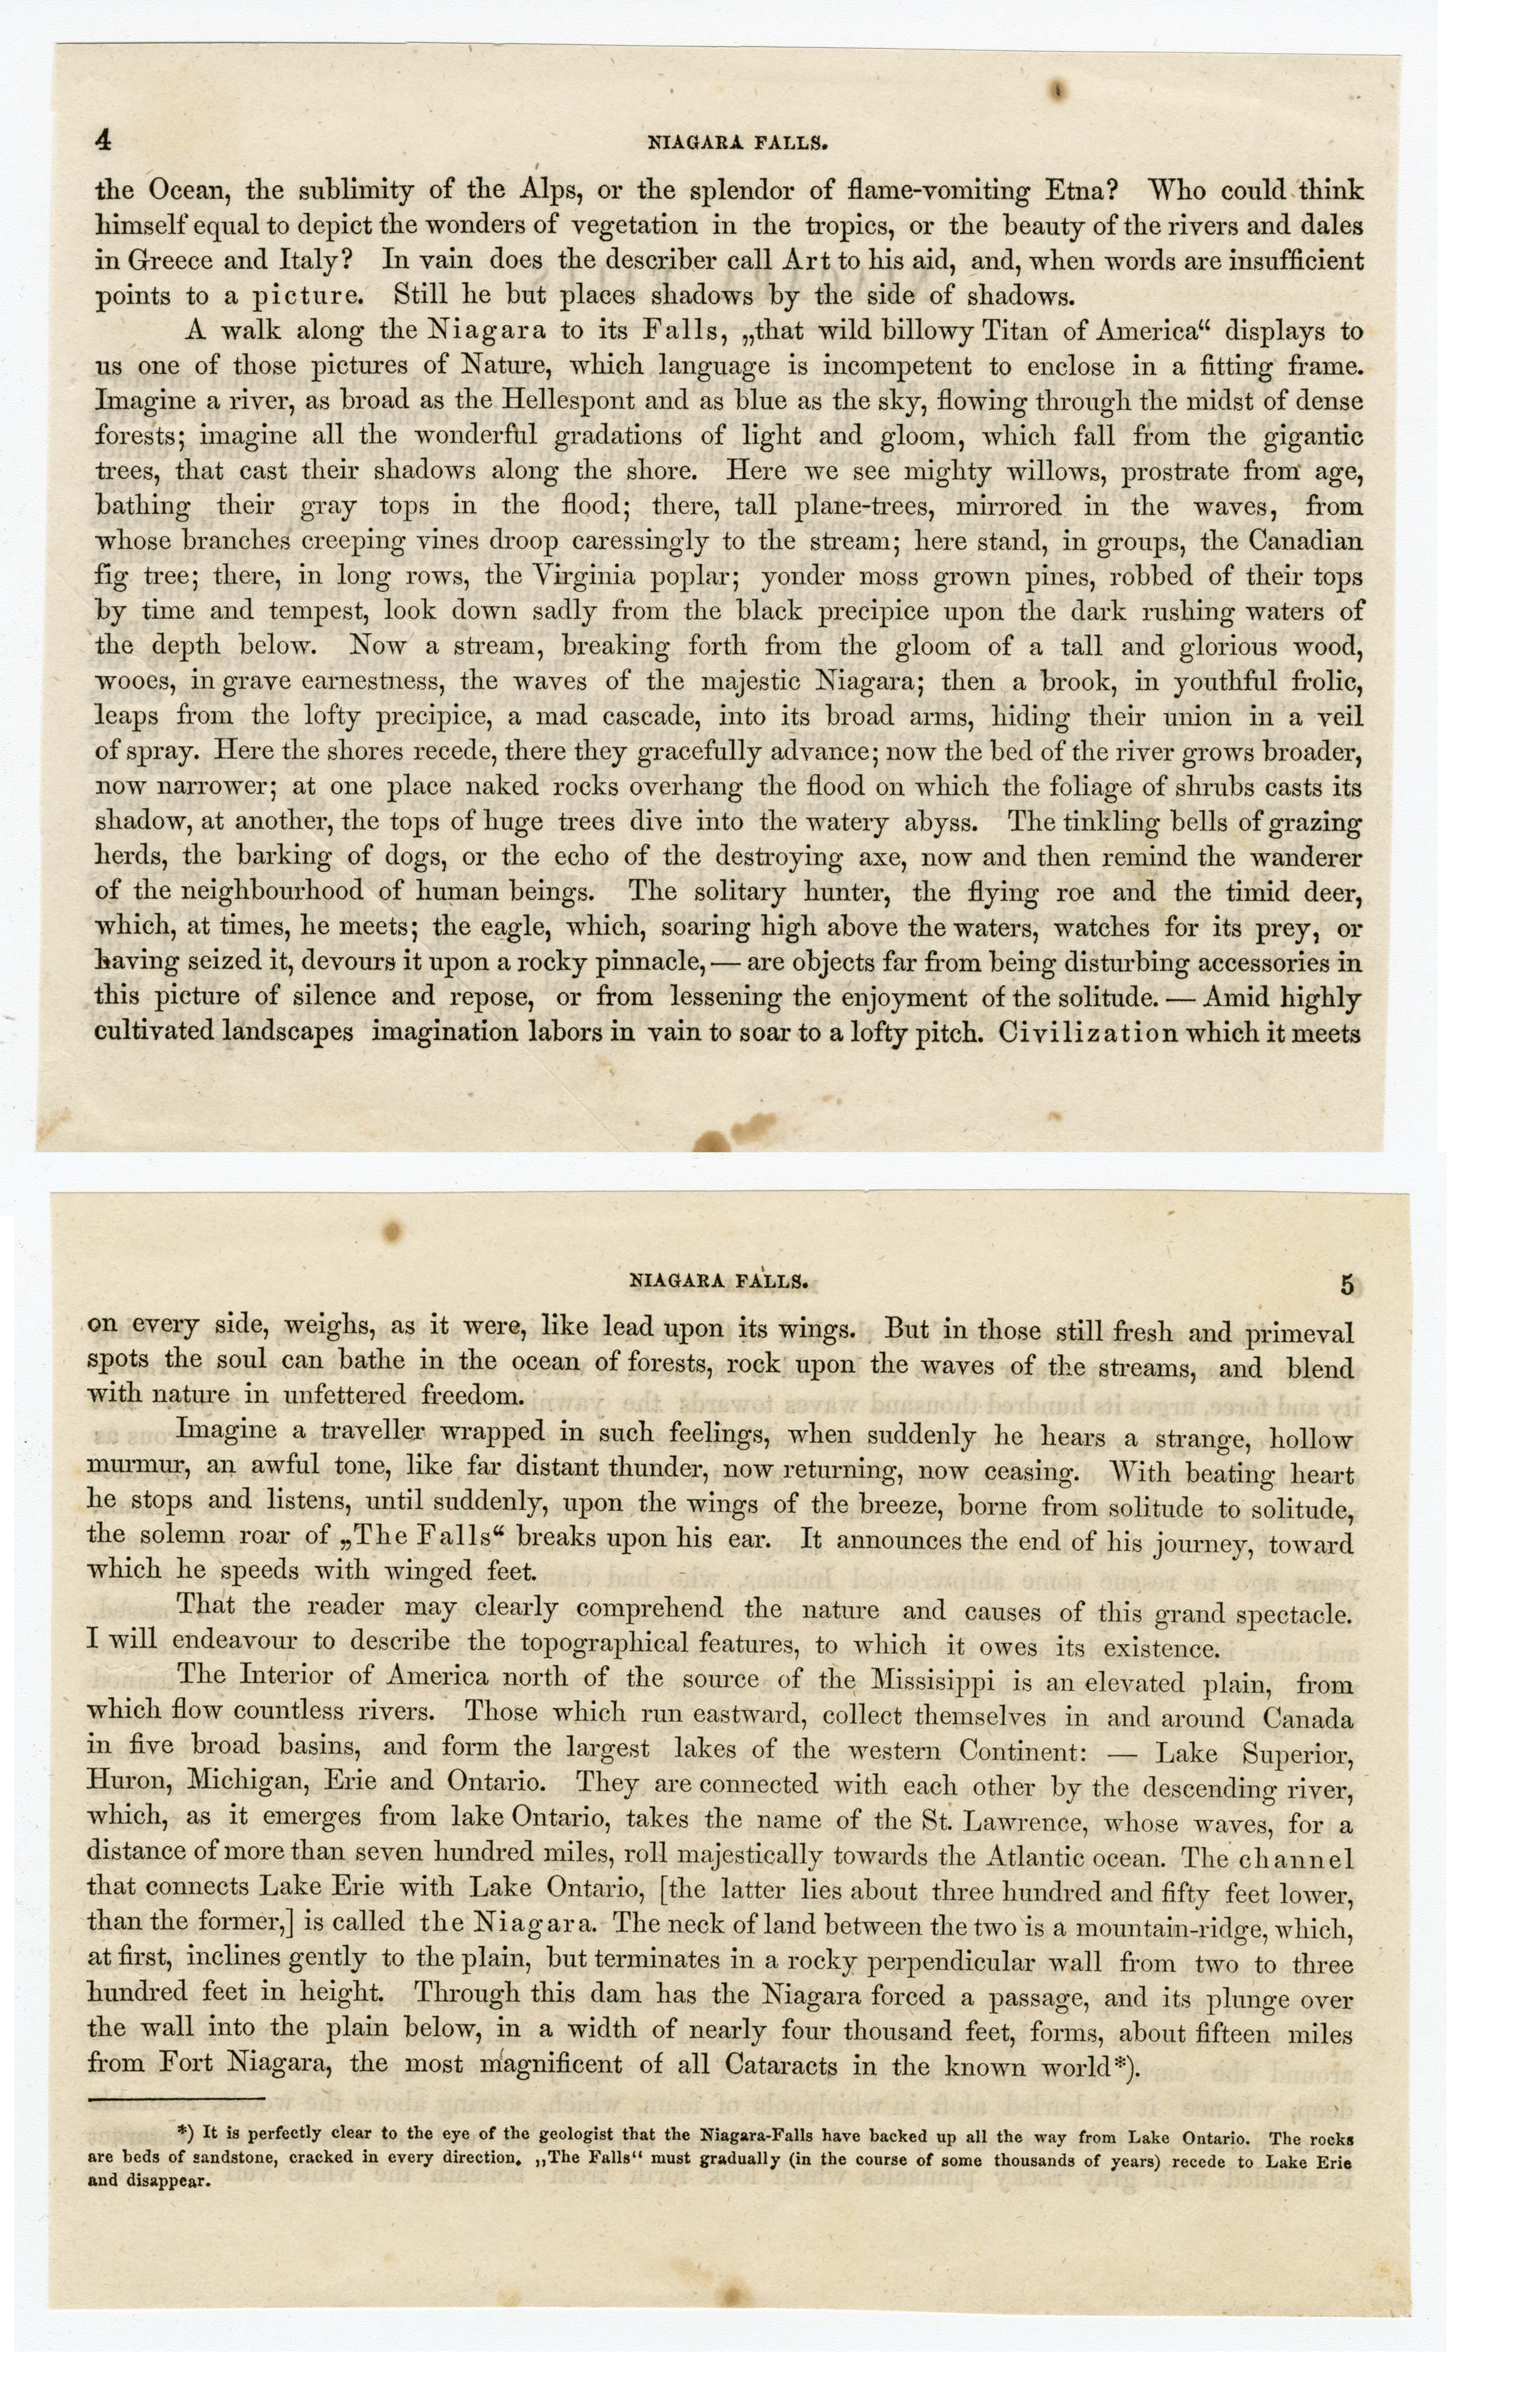 4
NIAGARA FALLS.
the Ocean, the sublimity of the Alps, or the splendor of flame-vomiting Etna? Who could think
himself equal to depict the wonders of vegetation in the tropics, or the beauty of the rivers and dales
in Greece and Italy? In vain does the describer call Art to his aid, and, when words are insufficient
points to a picture. Still he but places shadows by the side of shadows.
A walk along the Niagara to its Falls, „that wild billowy Titan of America“ displays to
us one of those pictures of Nature, which language is incompetent to enclose in a fitting frame.
Imagine a river, as broad as the Hellespont and as blue as the sky, flowing through the midst of dense
forests; imagine all the wonderful gradations of light and gloom, which fall from the gigantic
trees, that cast their shadows along the shore. Here we see mighty willows, prostrate from age,
bathing their gray tops in the flood; there, tall plane-trees, mirrored in the waves, from
whose branches creeping vines droop caressingly to the stream; here stand, in groups, the Canadian
fig tree; there, in long rows, the Virginia poplar; yonder moss grown pines, robbed of their tops
by time and tempest, look down sadly from the black precipice upon the dark rushing waters of
the depth below. Now a stream, breaking forth from the gloom of a tall and glorious wood,
wooes, in grave earnestness, the waves of the majestic Niagara; then a brook, in youthful frolic,
leaps from the lofty precipice, a mad cascade, into its broad arms, hiding their union in a veil
of spray. Here the shores recede, there they gracefully advance; now the bed of the river grows broader,
now narrower; at one place naked rocks overhang the flood on which the foliage of shrubs casts its
shadow, at another, the tops of huge trees dive into the watery abyss. The tinkling bells of grazing
herds, the barking of dogs, or the echo of the destroying axe, now and then remind the wanderer
of the neighbourhood of human beings. The solitary hunter, the flying roe and the timid deer,
which, at times, he meets; the eagle, which, soaring high above the waters, watches for its prey, or
having seized it, devours it upon a rocky pinnacle, — are objects far from being disturbing accessories in
this picture of silence and repose, or from lessening the enjoyment of the solitude. — Amid highly
cultivated landscapes imagination labors in vain to soar to a lofty pitch. Civilization which it meets
NIAGARA FALLS.
5
on every side, weighs, as it were, like lead upon its wings. But in those still fresh and primeval
spots the soul can bathe in the ocean of forests, rock upon the waves of the streams, and blend
with nature in unfettered freedom.
Imagine a traveller wrapped in such feelings, when suddenly he hears a strange, hollow
murmur, an awful tone, like far distant thunder, now returning, now ceasing. With beating heart
he stops and listens, until suddenly, upon the wings of the breeze, borne from solitude to solitude,
the solemn roar of „The Falls“ breaks upon his ear. It announces the end of his journey, toward
which he speeds with winged feet.
That the reader may clearly comprehend the nature and causes of this grand spectacle.
I will endeavour to describe the topographical features, to which it owes its existence.
The Interior of America north of the source of the Missisippi is an elevated plain, from
which flow countless rivers. Those which run eastward, collect themselves in and around Canada
in five broad basins, and form the largest lakes of the western Continent: — Lake Superior,
Huron, Michigan, Erie and Ontario. They are connected with each other by the descending river,
which, as it emerges from lake Ontario, takes the name of the St. Lawrence, whose waves, for a
distance of more than seven hundred miles, roll majestically towards the Atlantic ocean. The channel
that connects Lake Erie with Lake Ontario, [the latter lies about three hundred and fifty feet lower,
than the former,] is called the Niagara. The neck of land between the two is a mountain-ridge, which,
at first, inclines gently to the plain, but terminates in a rocky perpendicular wall from two to three
hundred feet in height. Through this dam has the Niagara forced a passage, and its plunge over
the wall into the plain below, in a width of nearly four thousand feet, forms, about fifteen miles
from Fort Niagara, the most magnificent of all Cataracts in the known world*).
*) It is perfectly clear to the eye of the geologist that the Niagara-Falls have backed up all the way from Lake Ontario. The rocks
are beds of sandstone, cracked in every direction. „The Falls“ must gradually (in the course of some thousands of years) recede to Lake Erie
and disappear.